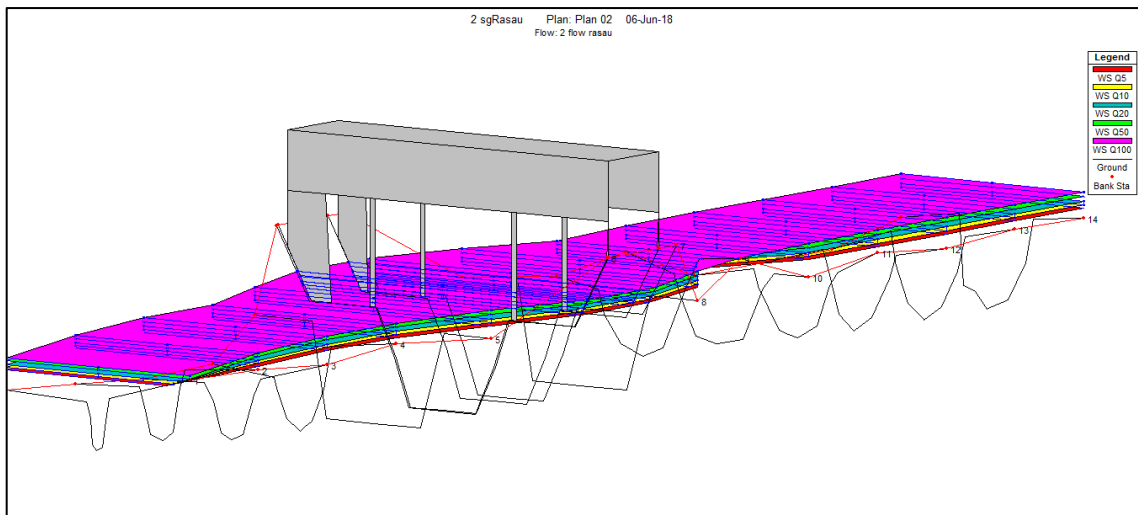 2 sgRasau Plan: Plan 02 06-Jun-18
Flow: 2 flow rasau
Legend
WS Q5
WS Q10
WS Q20
WS Q50
WS Q100
Ground
Bank Sta
14
13
12
11
10
9
8
7
6
5
4
3
2
1